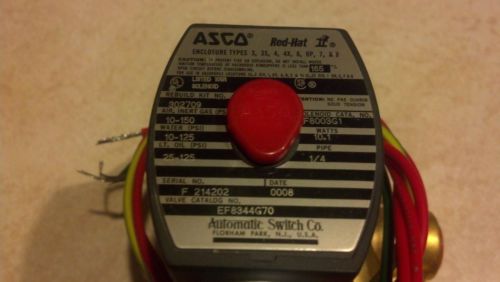 ASCO Red-Hat II
ENCLOSURE TYPES 3, 3S, 4, 4X, 6, 6P, 7, & 9
165
LISTED
SOLENOID
REBUILD KIT NO.
302709
AIR, INERT GAS (PSI)
SOLENOID CATA. NO.
10-150
F8003G1
WATER (PSI)
WATTS
10-125
10.1
LT. OIL (PSI)
PIPE
25-125
1/4
SERIAL NO.
DATE
F 214202
0008
VALVE CATALOG NO.
EF8344G70
Automatic Switch Co.
FLORHAM PARK, N.J., U.S.A.